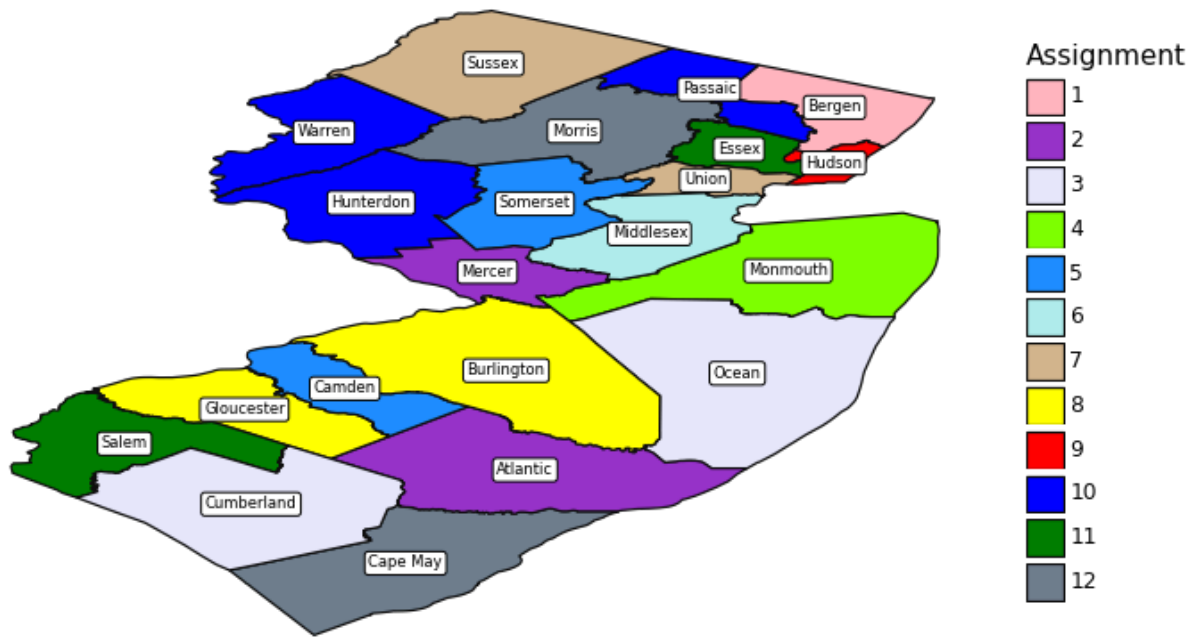 Sussex
Passaic
Bergen
Warren
Morris
Essex
Hudson
Union
Hunterdon
Somerset
Middlesex
Mercer
Monmouth
Burlington
Ocean
Camden
Gloucester
Salem
Atlantic
Cumberland
Cape May
Assignment
1
2
3
4
5
6
7
8
9
10
11
12